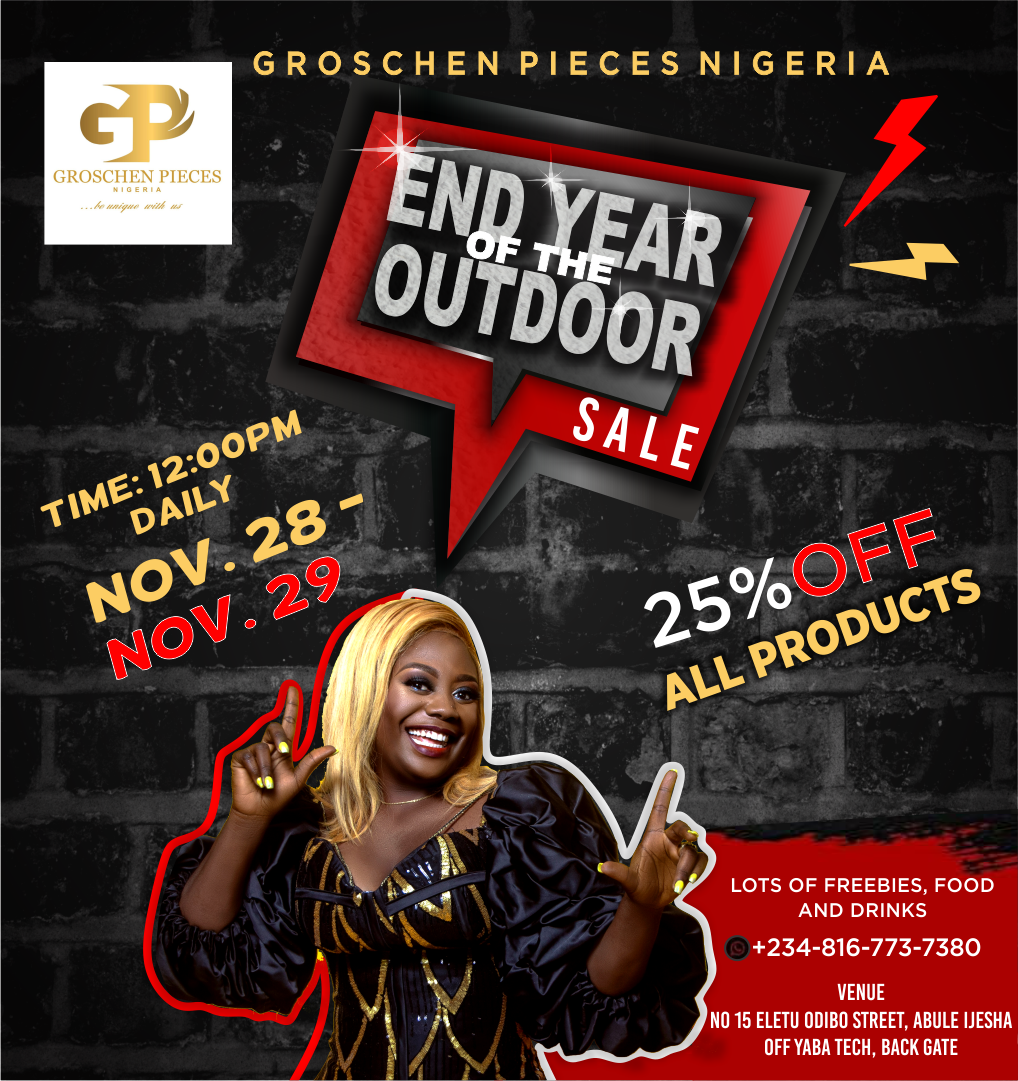 GROSCHEN PIECES NIGERIA
GP
GROSCHEN PIECES
NIGERIA
...be unique with us
END YEAR
OF THE
OUTDOOR
SALE
TIME: 12:00PM
DAILY
NOV. 28 -
NOV. 29
25%OFF
ALL PRODUCTS
LOTS OF FREEBIES, FOOD
AND DRINKS
+234-816-773-7380
VENUE
NO 15 ELETU ODIBO STREET, ABULE IJESHA
OFF YABA TECH, BACK GATE